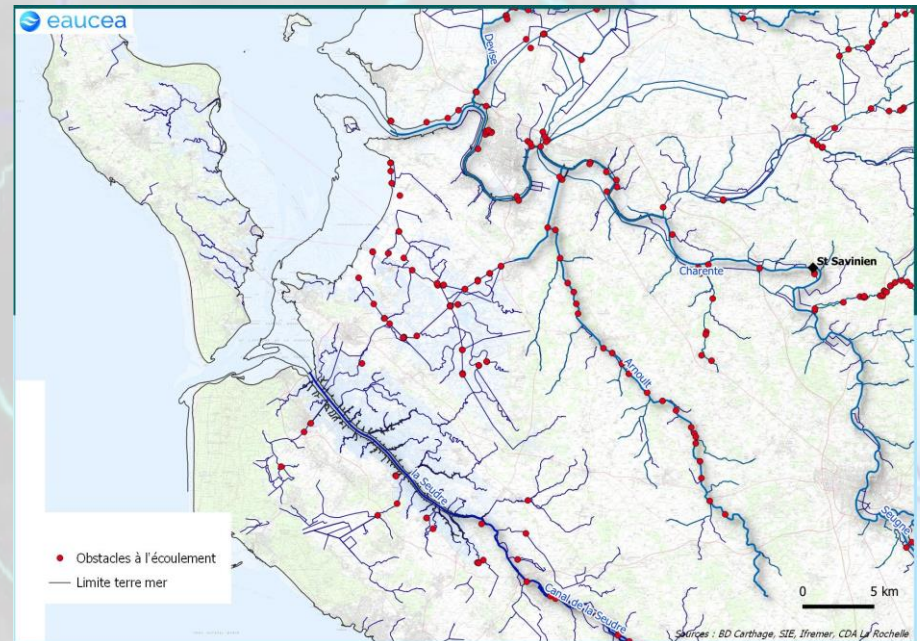 eaucea
Devise
St Savinien
Charente
Arnoult
la Seudre
Seugne
Canal de la Seudre
Obstacles à l'écoulement
Limite terre mer
0 5 km
Sources : BD Carthage, SIE, Ifremer, CDA La Rochelle